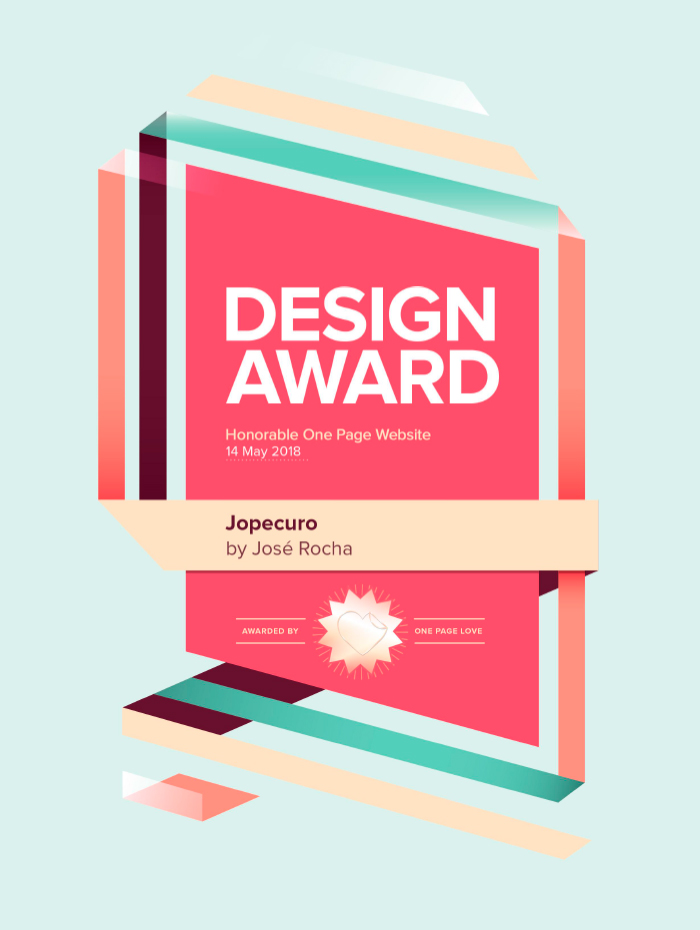 DESIGN
AWARD
Honorable One Page Website
14 May 2018
Jopecuro
by José Rocha
AWARDED BY
ONE PAGE LOVE